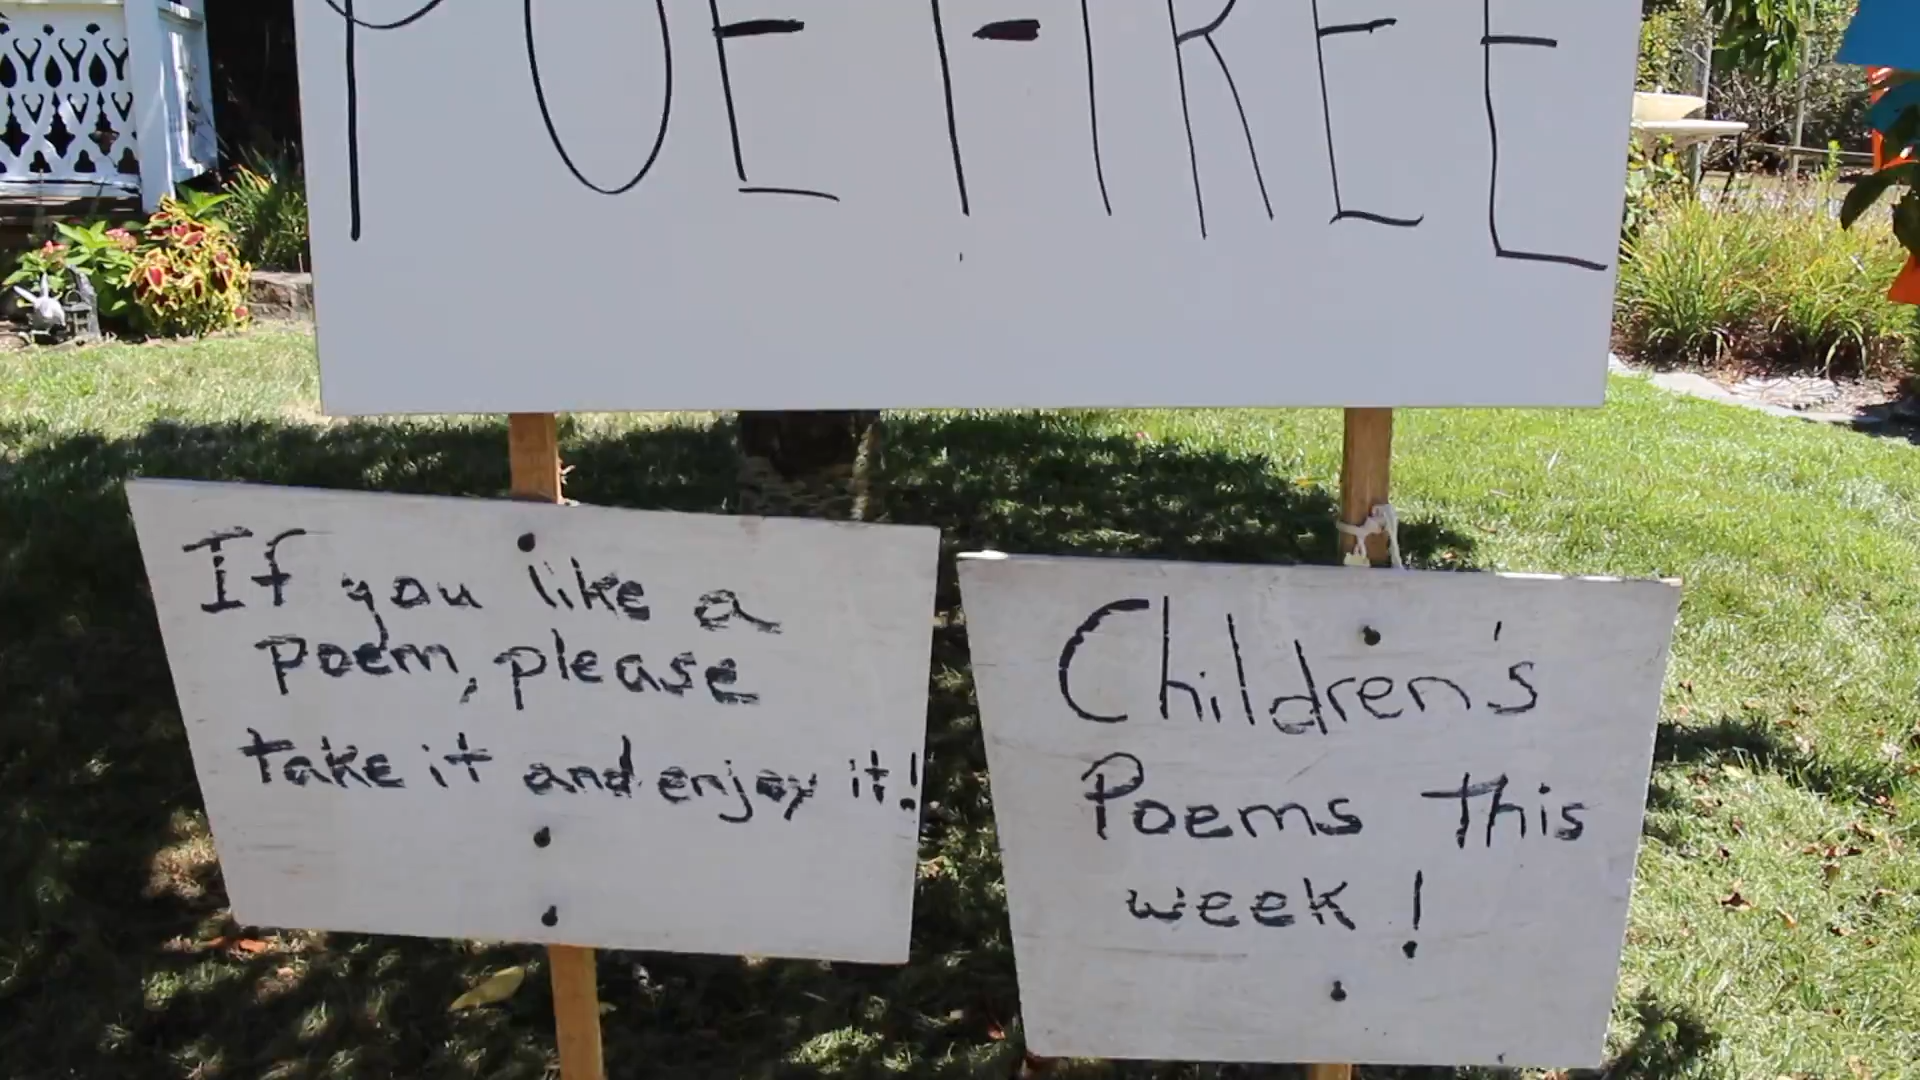 POET-TREE
If you like a
poem, please
take it and enjoy it!
Children's
Poems this
week!